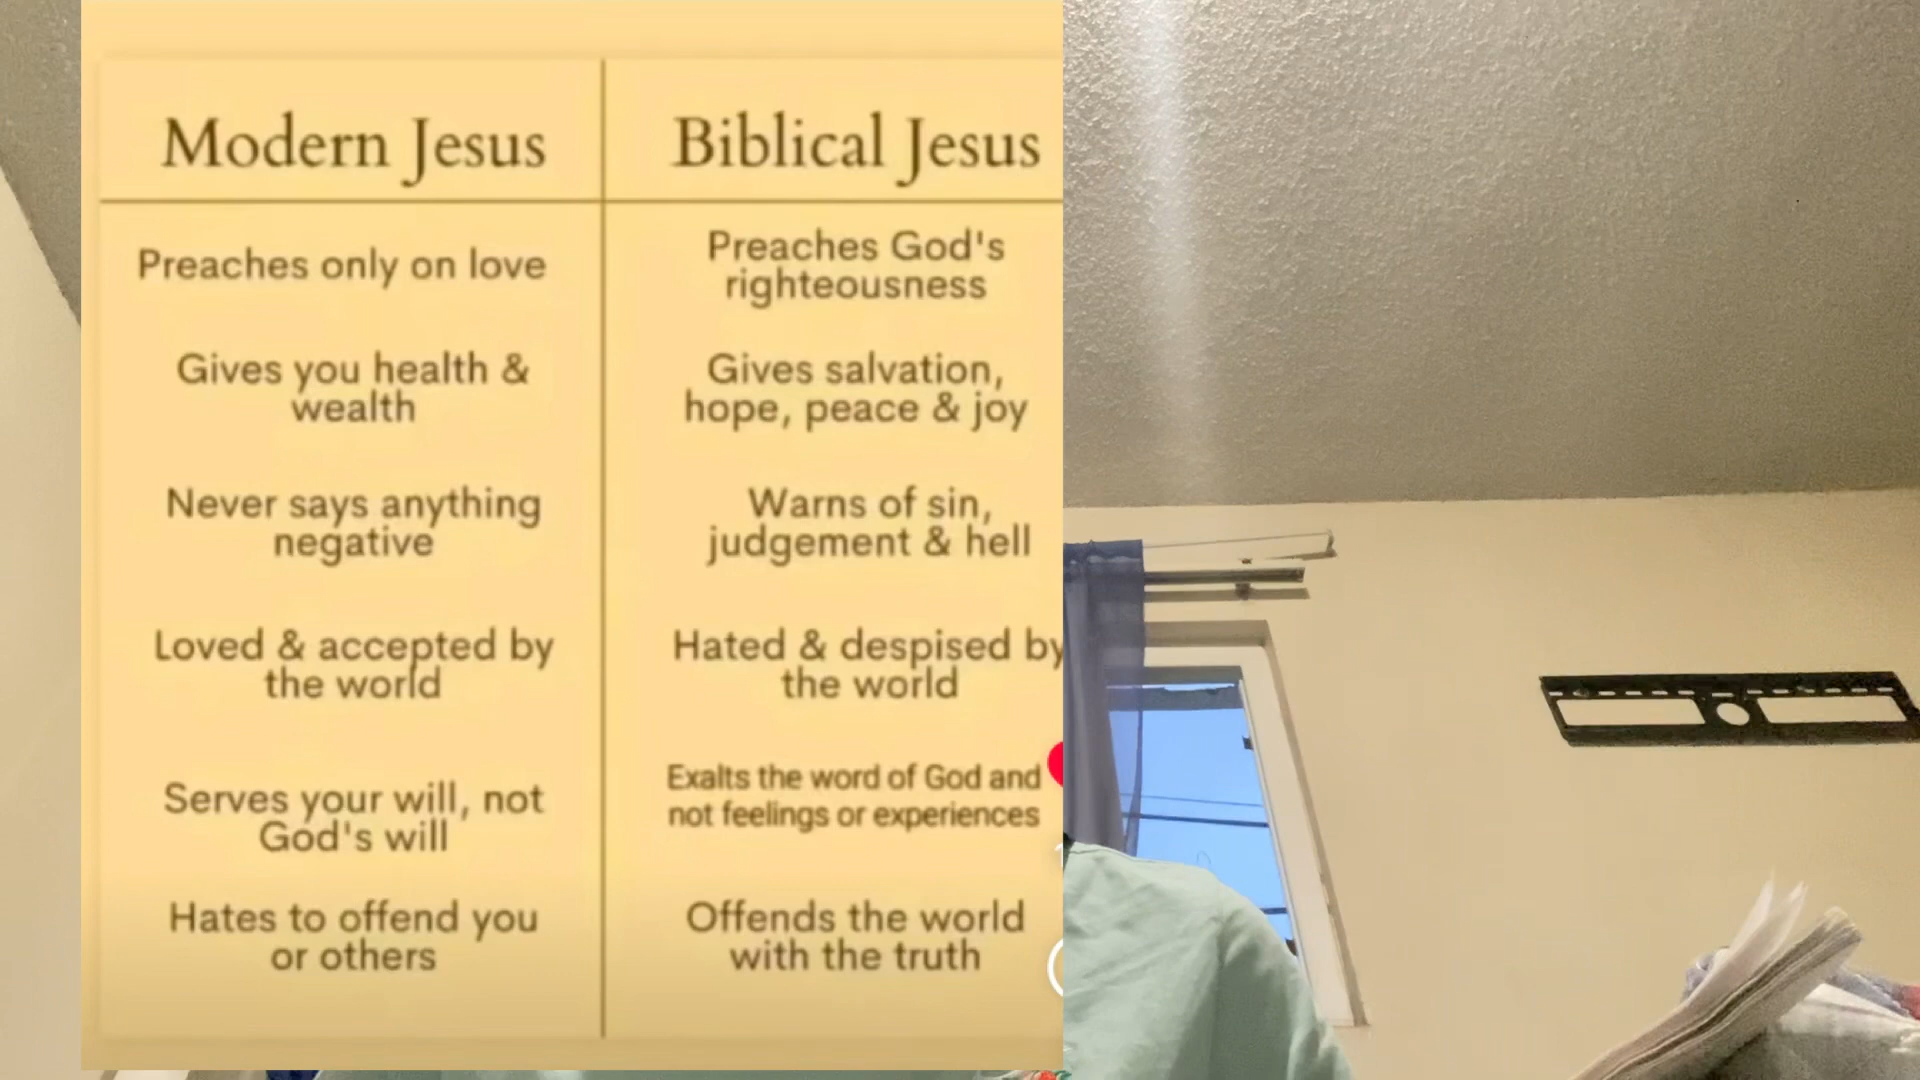 Modern Jesus
Biblical Jesus
Preaches only on love
Preaches God's
righteousness
Gives you health &
wealth
Gives salvation,
hope, peace & joy
Never says anything
negative
Warns of sin,
judgement & hell
Loved & accepted by
the world
Hated & despised by
the world
Serves your will, not
God's will
Exalts the word of God and
not feelings or experiences
Hates to offend you
or others
Offends the world
with the truth